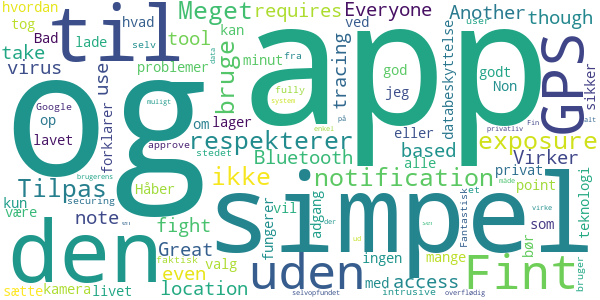 hvordan
til
app
Meget requires Everyone Another though
tog hvad
Bad lade selv tool kan ved user
take problemer bruge minut fra tracing god godt GPS
virus use data jeg Non sikker
Google fully databeskyttelse
og
op forklarer muligt system
lavet om lager på eller Fin privatliv alt
approve respekterer based exposure
stedet enkel
Bluetooth alle Virker
brugerens
Tilpas Håber ikke notification privat teknologi
kun securing
være note en fight simpel måde point
adgang der et virke
den Great fungerer vil ingen mange Fantastisk bør som
even valg uden med access Fint
faktisk ud sen
sætte kamera livet location selvopfundet intrusive overflødig bruger